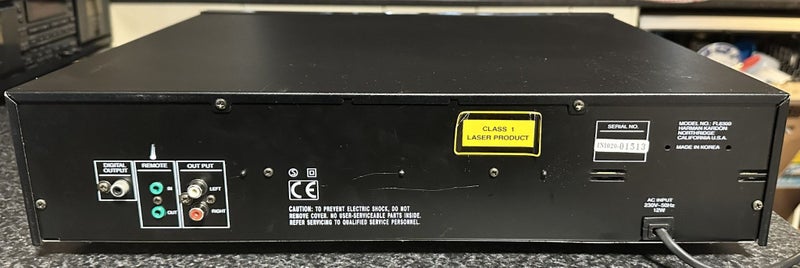 CLASS 1
LASER PRODUCT
SERIAL NO.
MODEL NO.: FL8300
HARMAN KARDON
NORTHRIDGE
CALIFORNIA U.S.A.
MADE IN KOREA
DIGITAL
OUTPUT
REMOTE
IN
OUT
OUT PUT
LEFT
RIGHT
CE
CAUTION: TO PREVENT ELECTRIC SHOCK, DO NOT
REMOVE COVER. NO USER-SERVICEABLE PARTS INSIDE.
REFER SERVICING TO QUALIFIED SERVICE PERSONNEL.
AC INPUT
230V~50Hz
12W